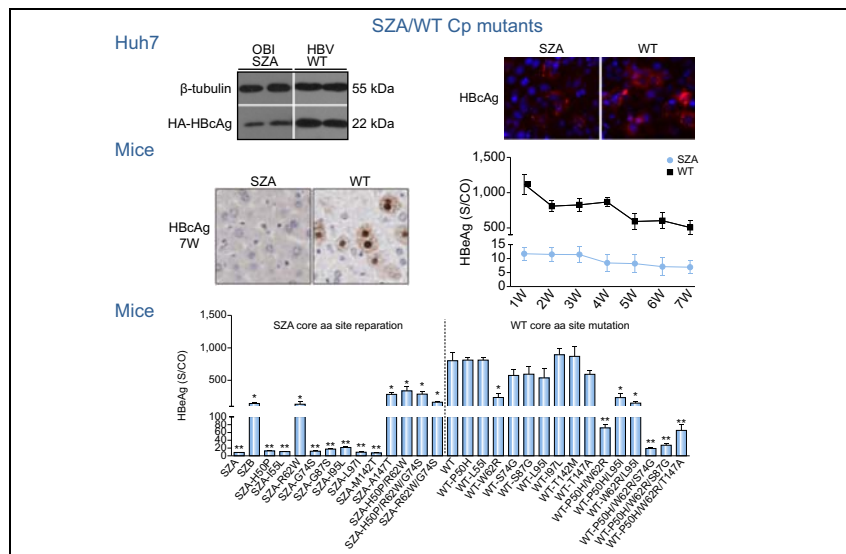 SZA/WT Cp mutants
Huh7
OBI HBV
SZA WT
β-tubulin 55 kDa
HA-HBcAg 22 kDa
SZA WT
HBcAg
Mice
SZA WT
HBcAg
7W
HBeAg (S/CO)
1,500
1,000
500
15
10
5
0
SZA
WT
1W 2W 3W 4W 5W 6W 7W
Mice
SZA core aa site reparation
WT core aa site mutation
HBeAg (S/CO)
1,500
1,000
500
100
80
60
40
20
0
** * ** ** * ** ** ** ** ** * * * * * ** * * ** ** **
SZA
SZB
SZA-H50P
SZA-I55L
SZA-R62W
SZA-G74S
SZA-G87S
SZA-I95L
SZA-L97I
SZA-M142T
SZA-A147T
SZA-H50P/R62W
SZA-H50P/R62W/G74S
SZA-R62W/G74S
WT
WT-P50H
WT-L55I
WT-W62R
WT-S74G
WT-S87G
WT-L95I
WT-I97L
WT-T142M
WT-T147A
WT-P50H/W62R
WT-P50H/L95I
WT-W62R/L95I
WT-P50H/W62R/S74G
WT-P50H/W62R/S87G
WT-P50H/W62R/T147A